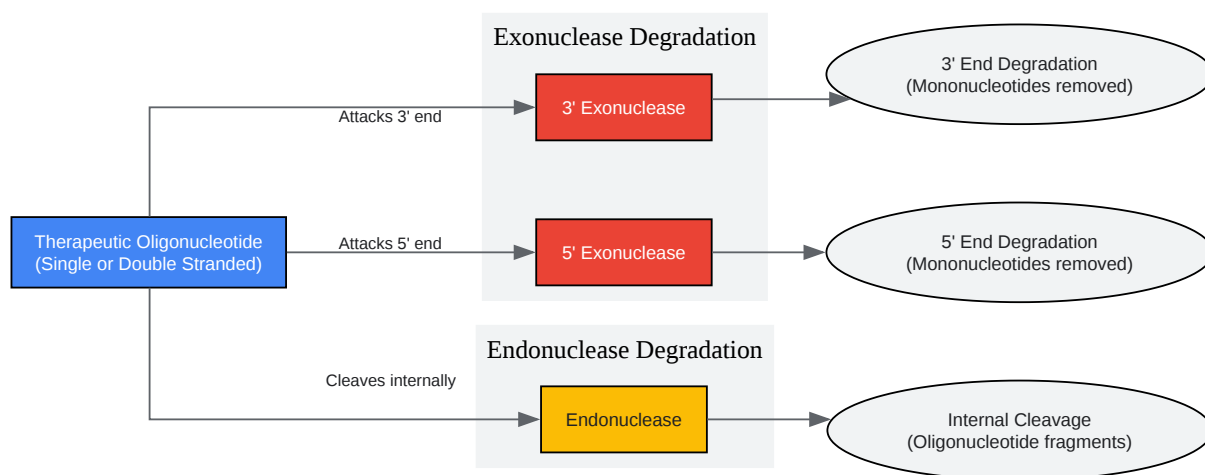 Exonuclease Degradation
3' End Degradation
(Mononucleotides removed)
3' Exonuclease
Attacks 3' end
Therapeutic Oligonucleotide
(Single or Double Stranded)
Attacks 5' end
5' Exonuclease
5' End Degradation
(Mononucleotides removed)
Endonuclease Degradation
Cleaves internally
Endonuclease
Internal Cleavage
(Oligonucleotide fragments)